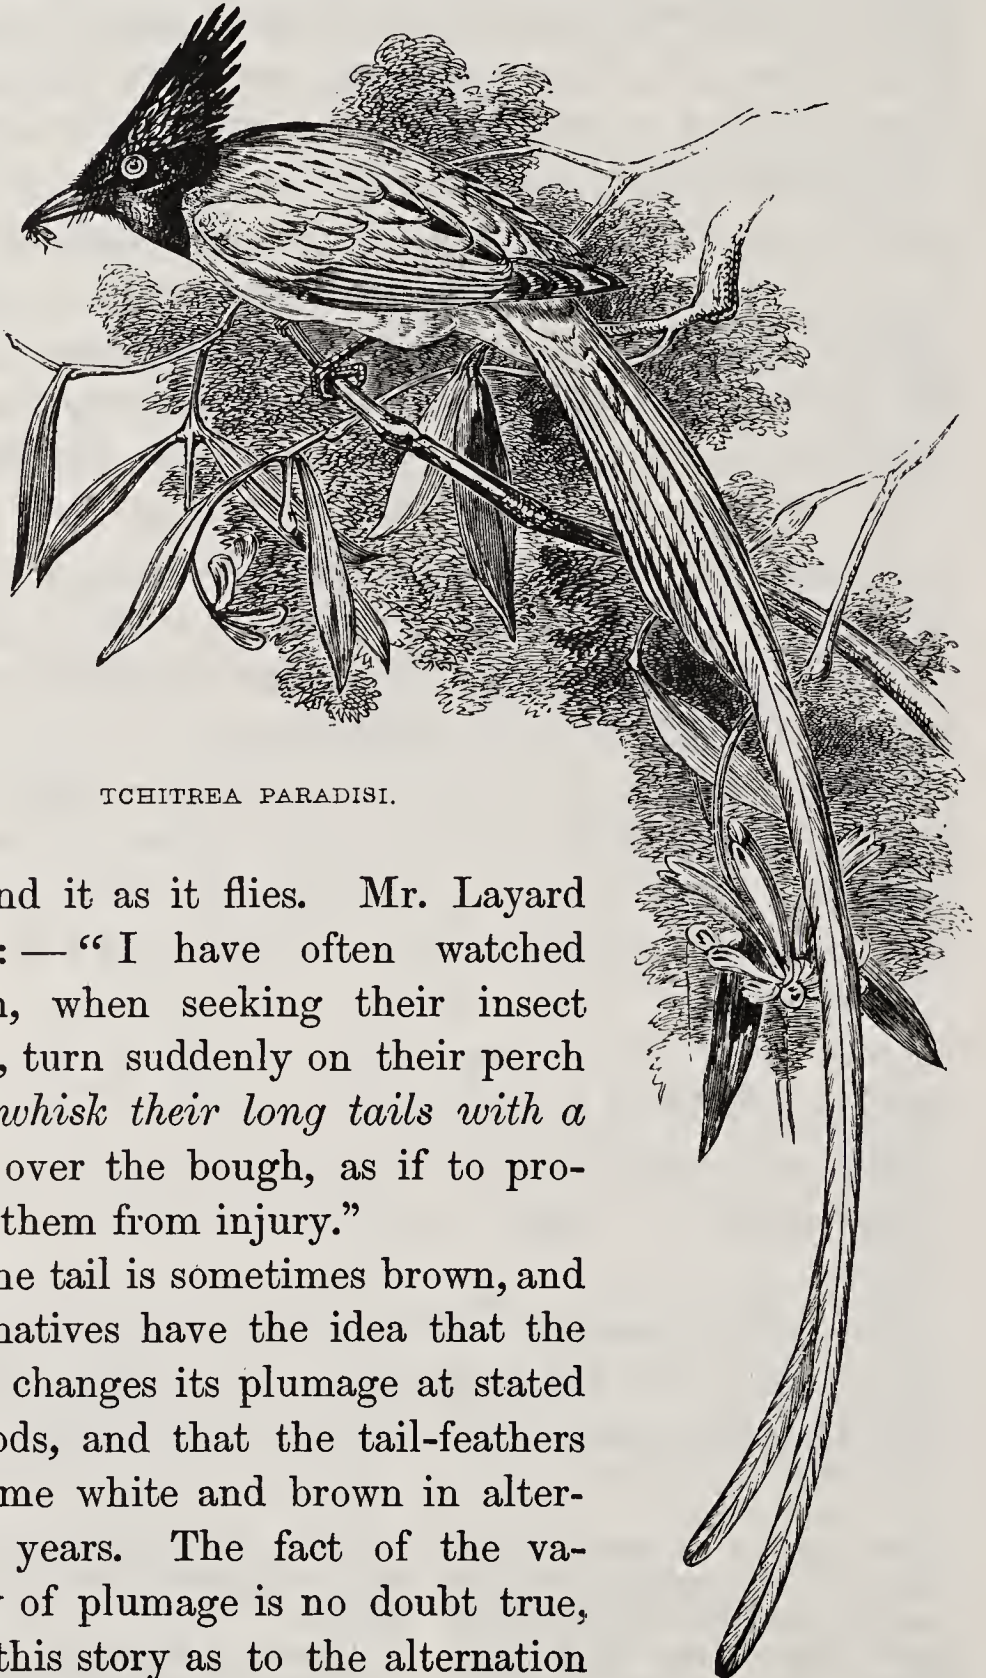 TCHITREA PARADISI.
it as it flies. Mr. Layard
: — “ I have often watched
, when seeking their insect
, turn suddenly on their perch
whisk their long tails with a
over the bough, as if to pro-
them from injury.”
tail is sometimes brown, and
natives have the idea that the
changes its plumage at stated
, and that the tail-feathers
white and brown in alter-
years. The fact of the va-
of plumage is no doubt true,
this story as to the alternation